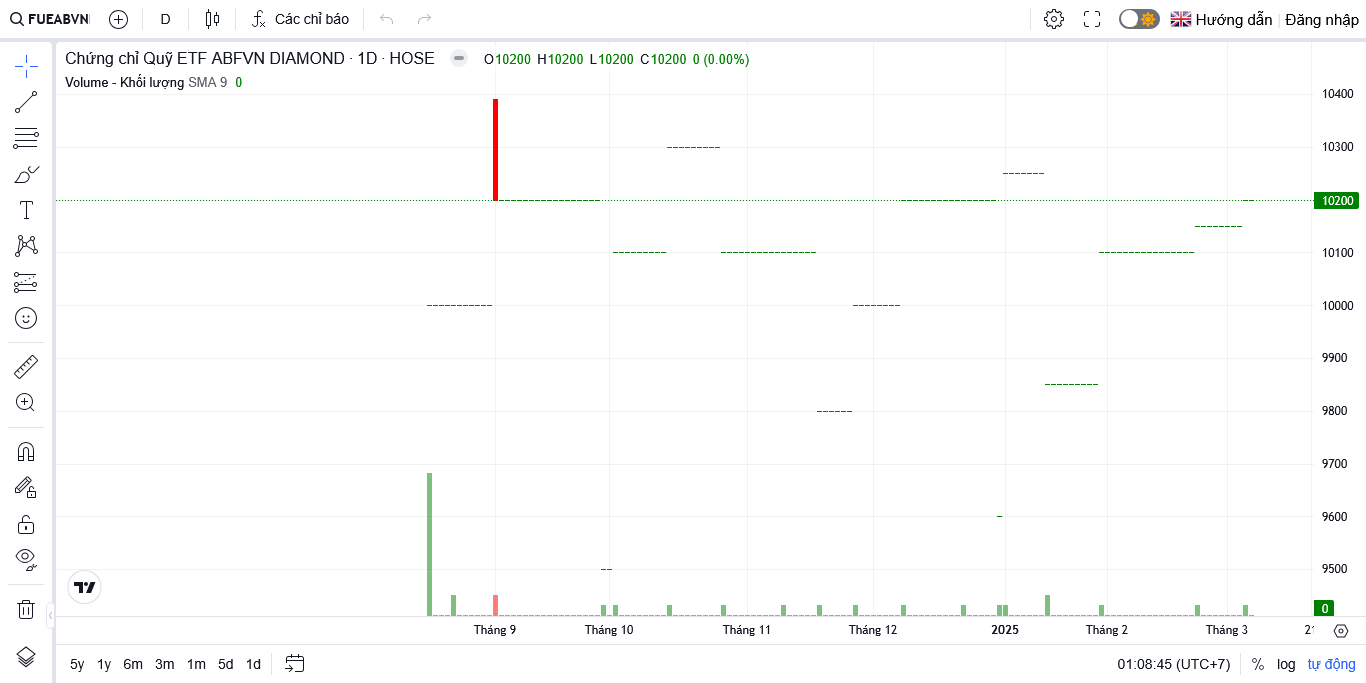 FUEABVN D Các chỉ báo Hướng dẫn Đăng nhập
Chứng chỉ Quỹ ETF ABFVN DIAMOND · 1D · HOSE O10200 H10200 L10200 C10200 0 (0.00%)
Volume - Khối lượng SMA 9 0
10400
10300
10200
10100
10000
9900
9800
9700
9600
9500
0
Tháng 9 Tháng 10 Tháng 11 Tháng 12 2025 Tháng 2 Tháng 3 21
5y 1y 6m 3m 1m 5d 1d 01:08:45 (UTC+7) % log tự động